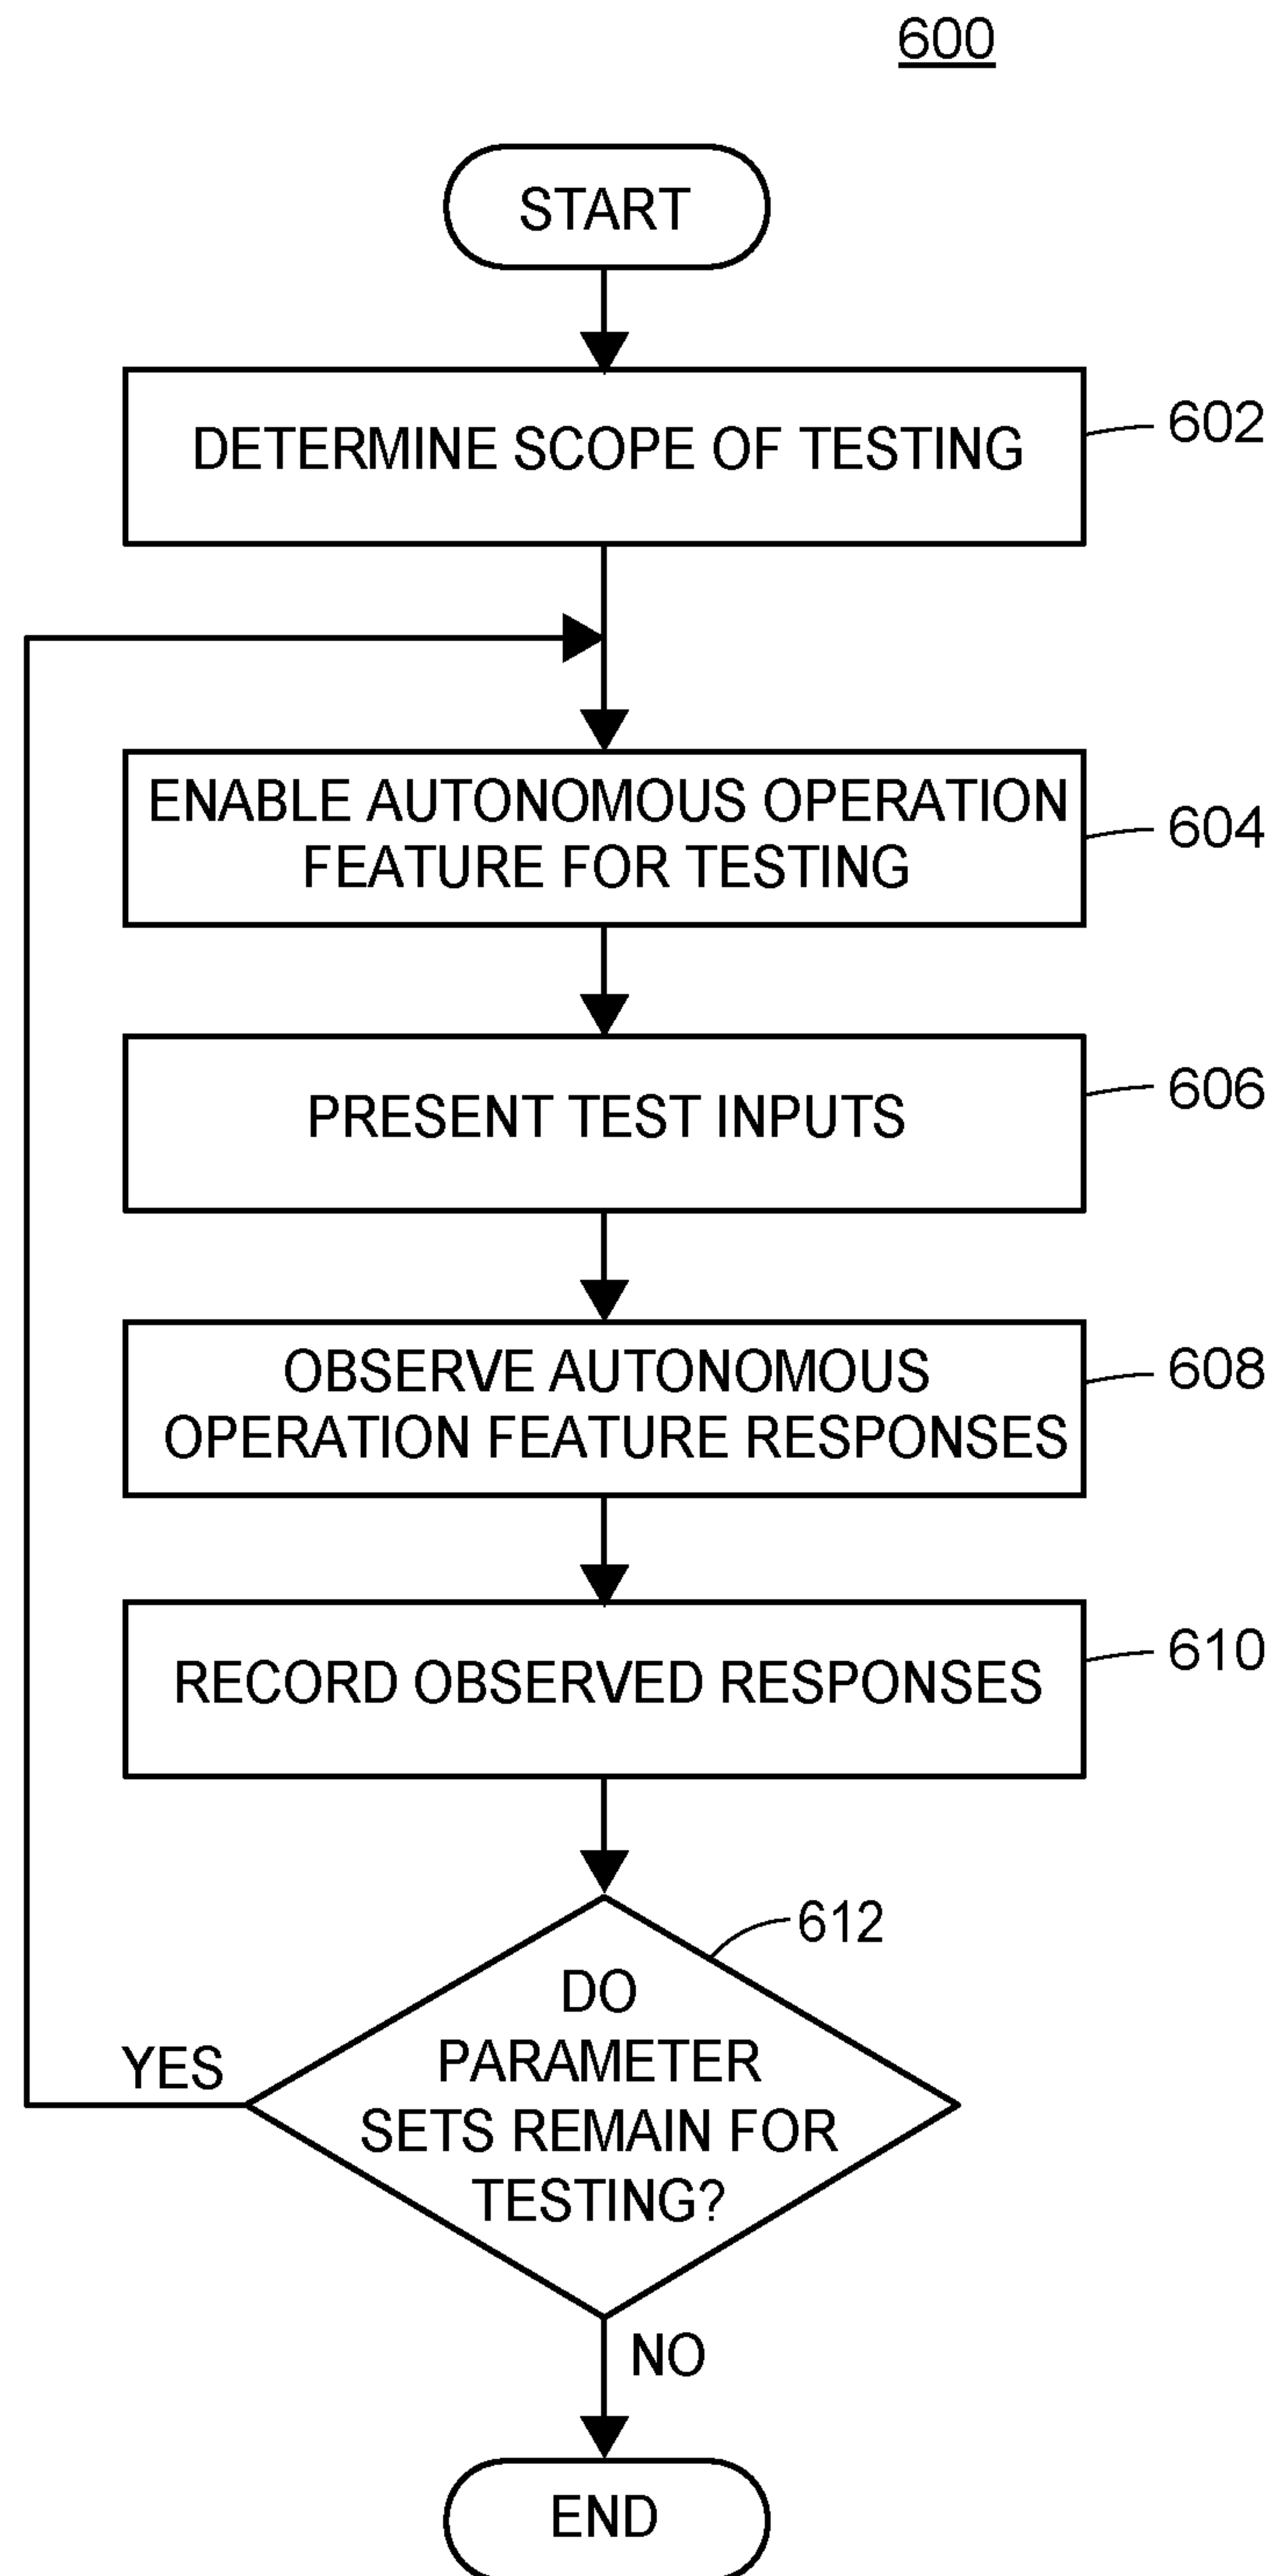 600
START
DETERMINE SCOPE OF TESTING
602
ENABLE AUTONOMOUS OPERATION
FEATURE FOR TESTING
604
PRESENT TEST INPUTS
606
OBSERVE AUTONOMOUS
OPERATION FEATURE RESPONSES
608
RECORD OBSERVED RESPONSES
610
612
DO
PARAMETER
SETS REMAIN FOR
TESTING?
YES
NO
END